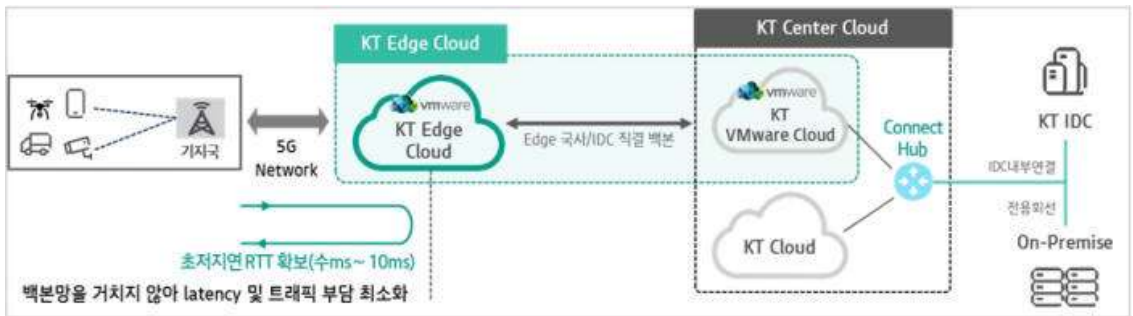 KT Center Cloud
KT Edge Cloud
vmware
KT Edge
Cloud
vmware
KT
VMware Cloud
기지국
5G
Network
Edge 국사/IDC 직결 백본
Connect
Hub
KT IDC
IDC내부연결
전용회선
KT Cloud
On-Premise
초저지연 RTT 확보(수ms~ 10ms)
백본망을 거치지 않아 latency 및 트래픽 부담 최소화